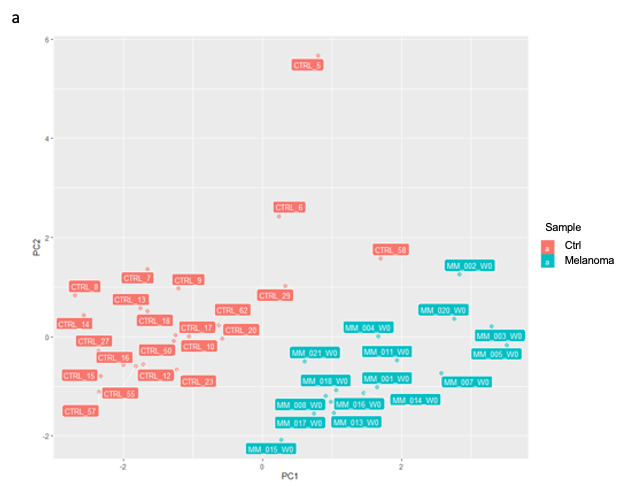 a
6
4
2
0
-2
PC2
CTRL_5
CTRL_6
CTRL_58
MM_002_W0
CTRL_7
CTRL_9
CTRL_8
CTRL_29
CTRL_13
CTRL_62
MM_020_W0
CTRL_14
CTRL_18
CTRL_17
CTRL_20
MM_004_W0
MM_003_W0
CTRL_27
CTRL_10
CTRL_50
MM_021_W0
MM_011_W0
MM_005_W0
CTRL_16
CTRL_15
CTRL_12
CTRL_23
MM_018_W0
MM_001_W0
MM_007_W0
CTRL_55
MM_008_W0
MM_016_W0
MM_014_W0
CTRL_57
MM_017_W0
MM_013_W0
MM_015_W0
-2
0
2
PC1
Sample
a Ctrl
a Melanoma